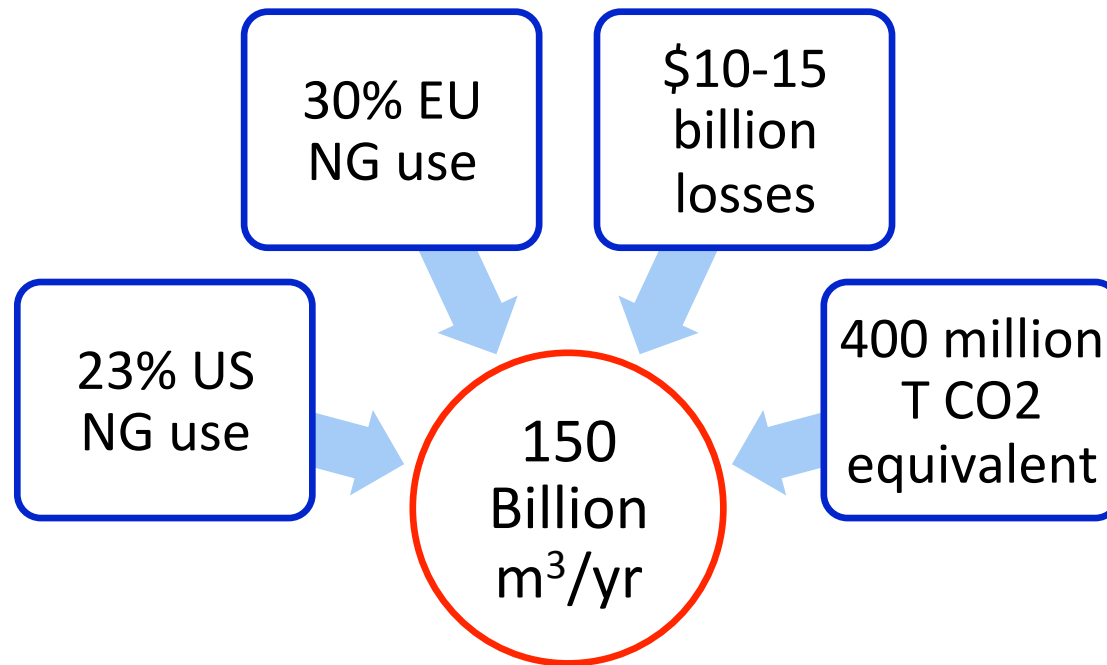 30% EU
NG use
$10-15
billion
losses
23% US
NG use
400 million
T CO2
equivalent
150
Billion
m³/yr